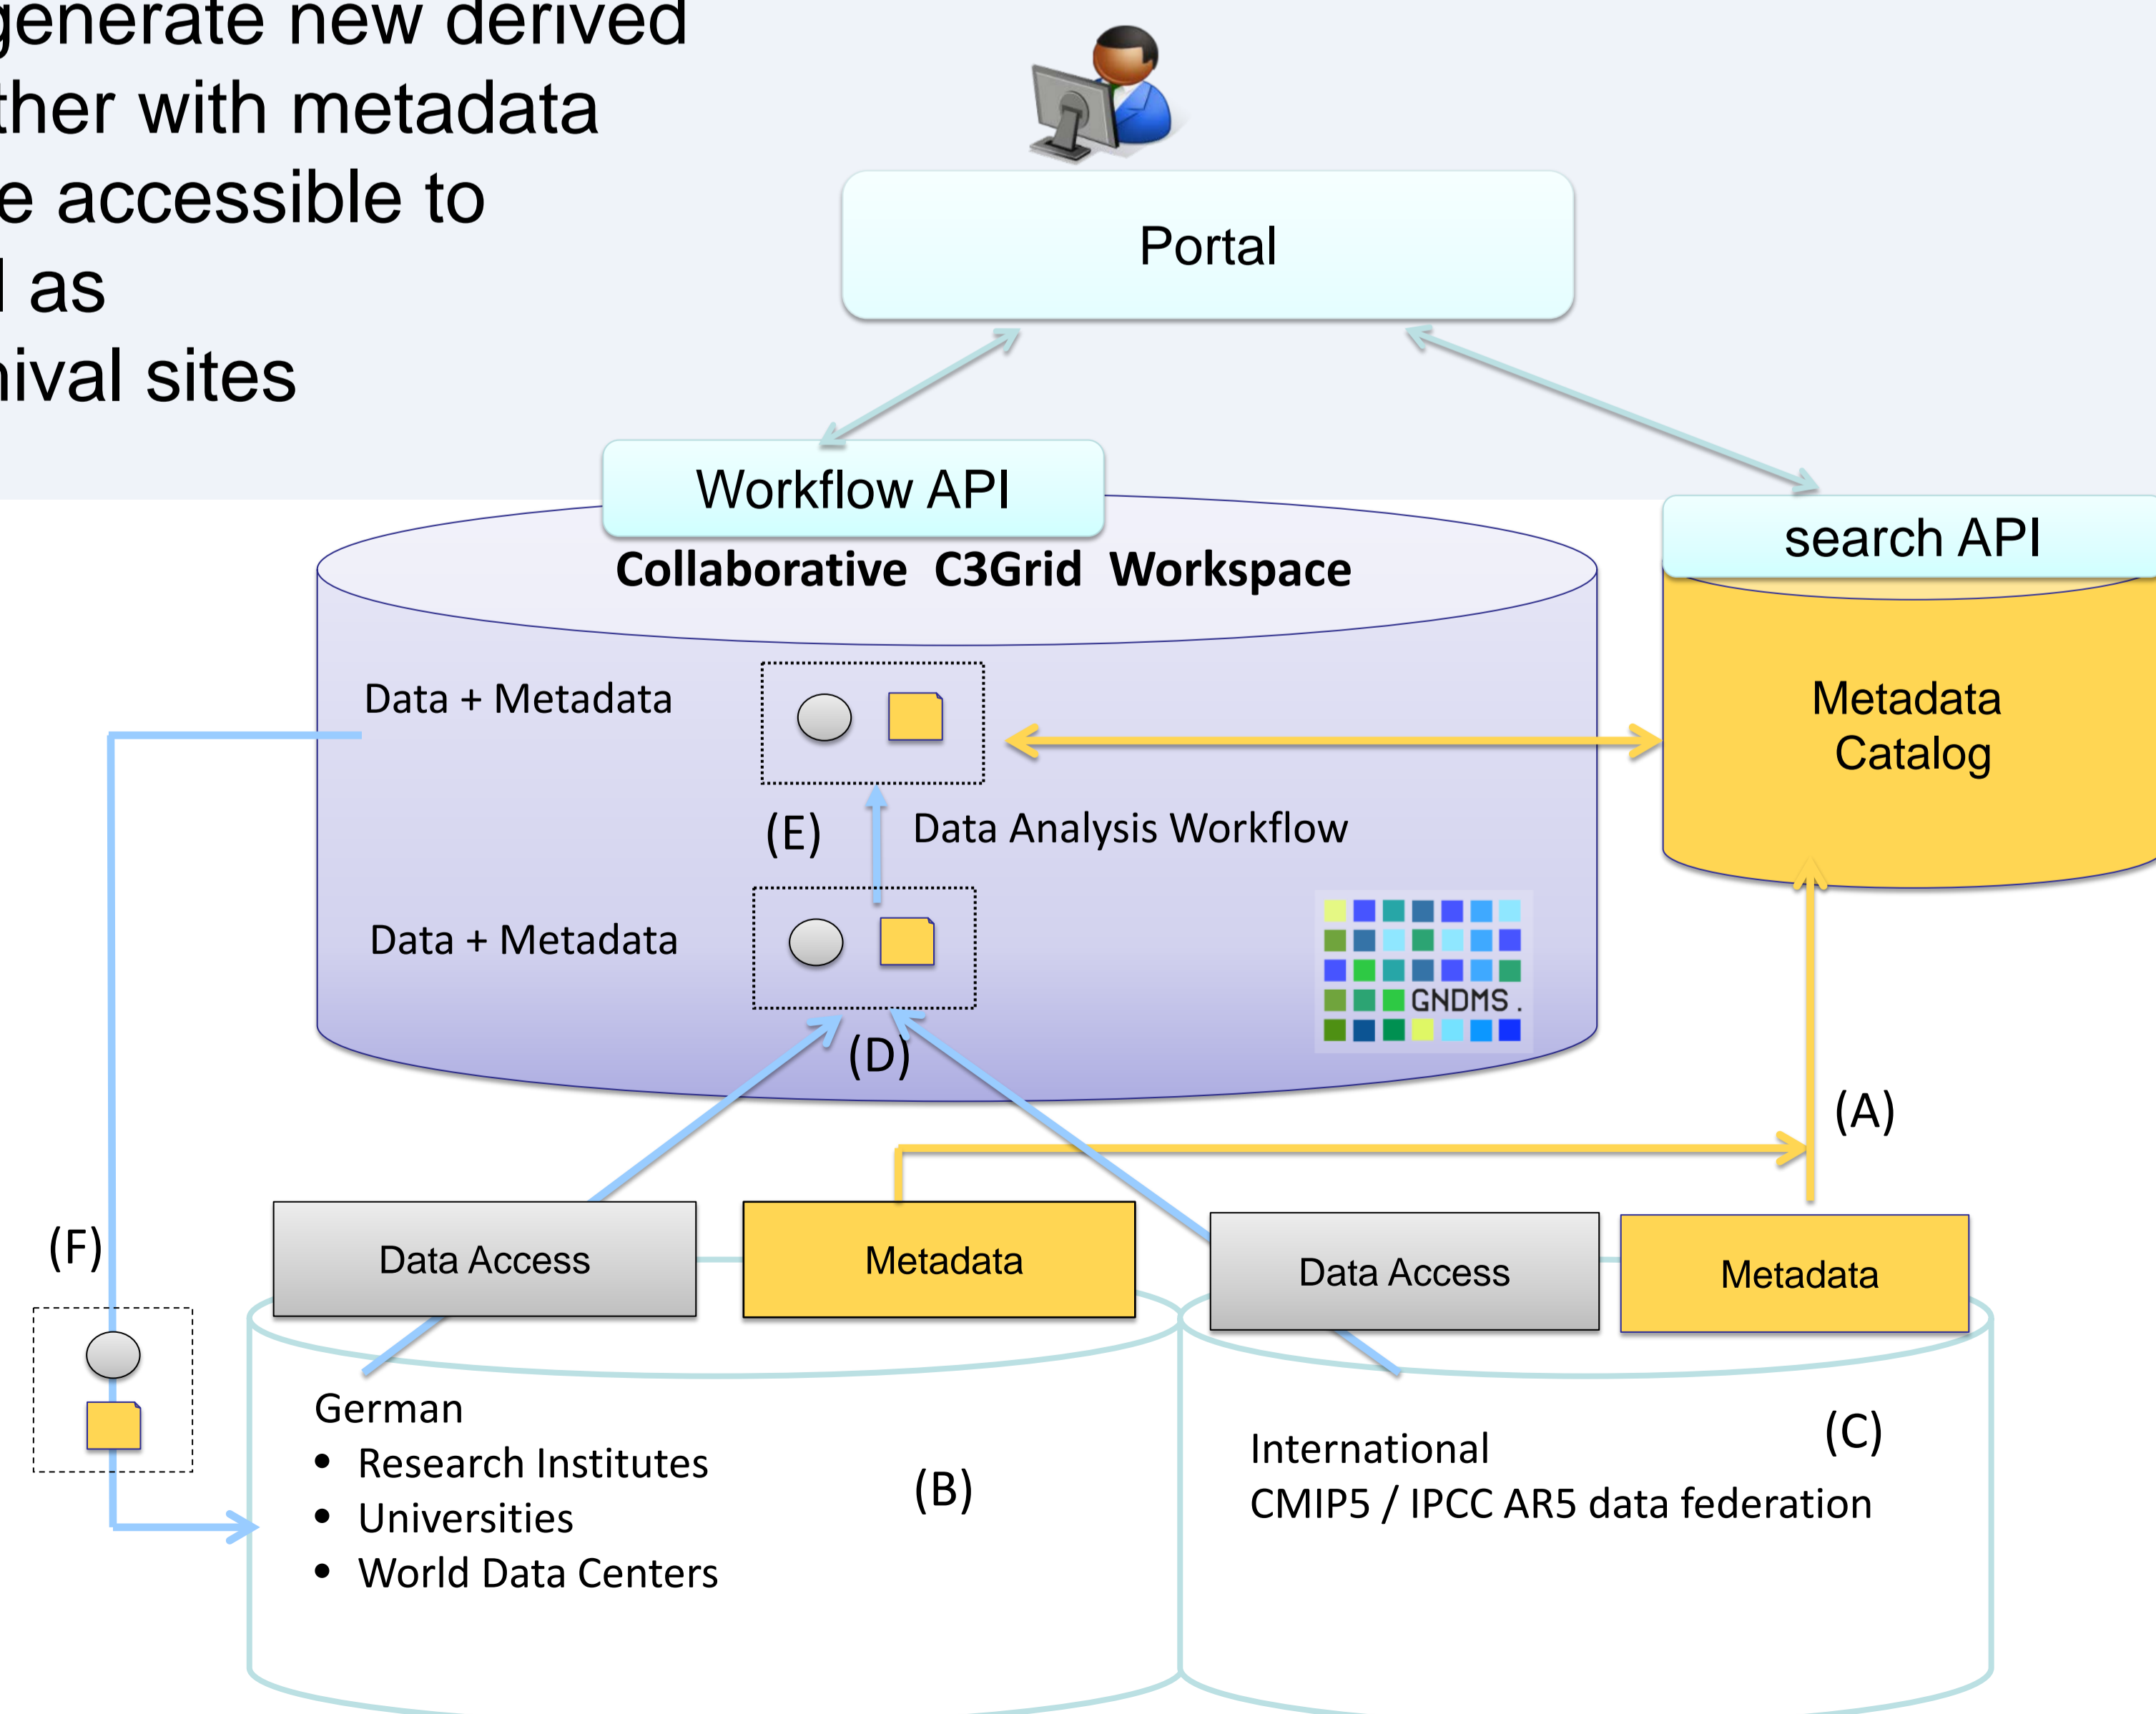 generate new derived
ther with metadata
e accessible to
as
ival sites
Portal
Workflow API
search API
Collaborative C3Grid Workspace
Data + Metadata
Metadata
Catalog
(E)
Data Analysis Workflow
Data + Metadata
GNDMS.
(D)
(A)
(F)
Data Access
Metadata
Data Access
Metadata
German
• Research Institutes
• Universities
• World Data Centers
(B)
International
CMIP5 / IPCC AR5 data federation
(C)